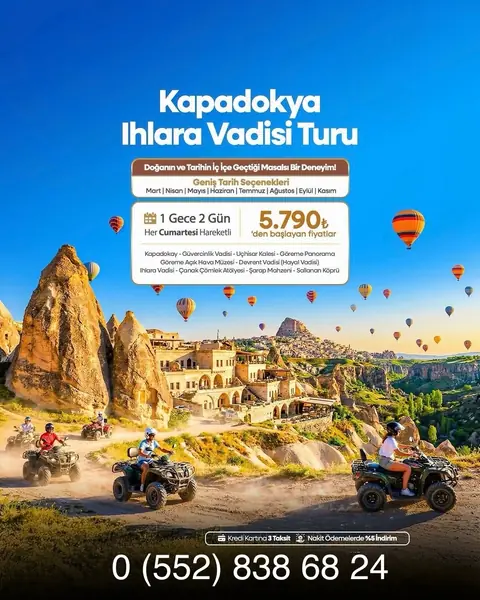 Kapadokya
Ihlara Vadisi Turu
Doğanın ve Tarihin İç İçe Geçtiği Masalsı Bir Deneyim!
Geniş Tarih Seçenekleri
Mart | Nisan | Mayıs | Haziran | Temmuz | Ağustos | Eylül | Kasım
1 Gece 2 Gün
Her Cumartesi Hareketli
5.790₺
'den başlayan fiyatlar
Kapadokay - Güvercinlik Vadisi - Uçhisar Kalesi - Göreme Panorama
Göreme Açık Hava Müzesi - Devrent Vadisi (Hayal Vadisi)
Ihlara Vadisi - Çanak Çömlek Atölyesi - Şarap Mahzeni - Sallanan Köprü
Kredi Kartına 3 Taksit
Nakit Ödemelerde %5 İndirim
0 (552) 838 68 24